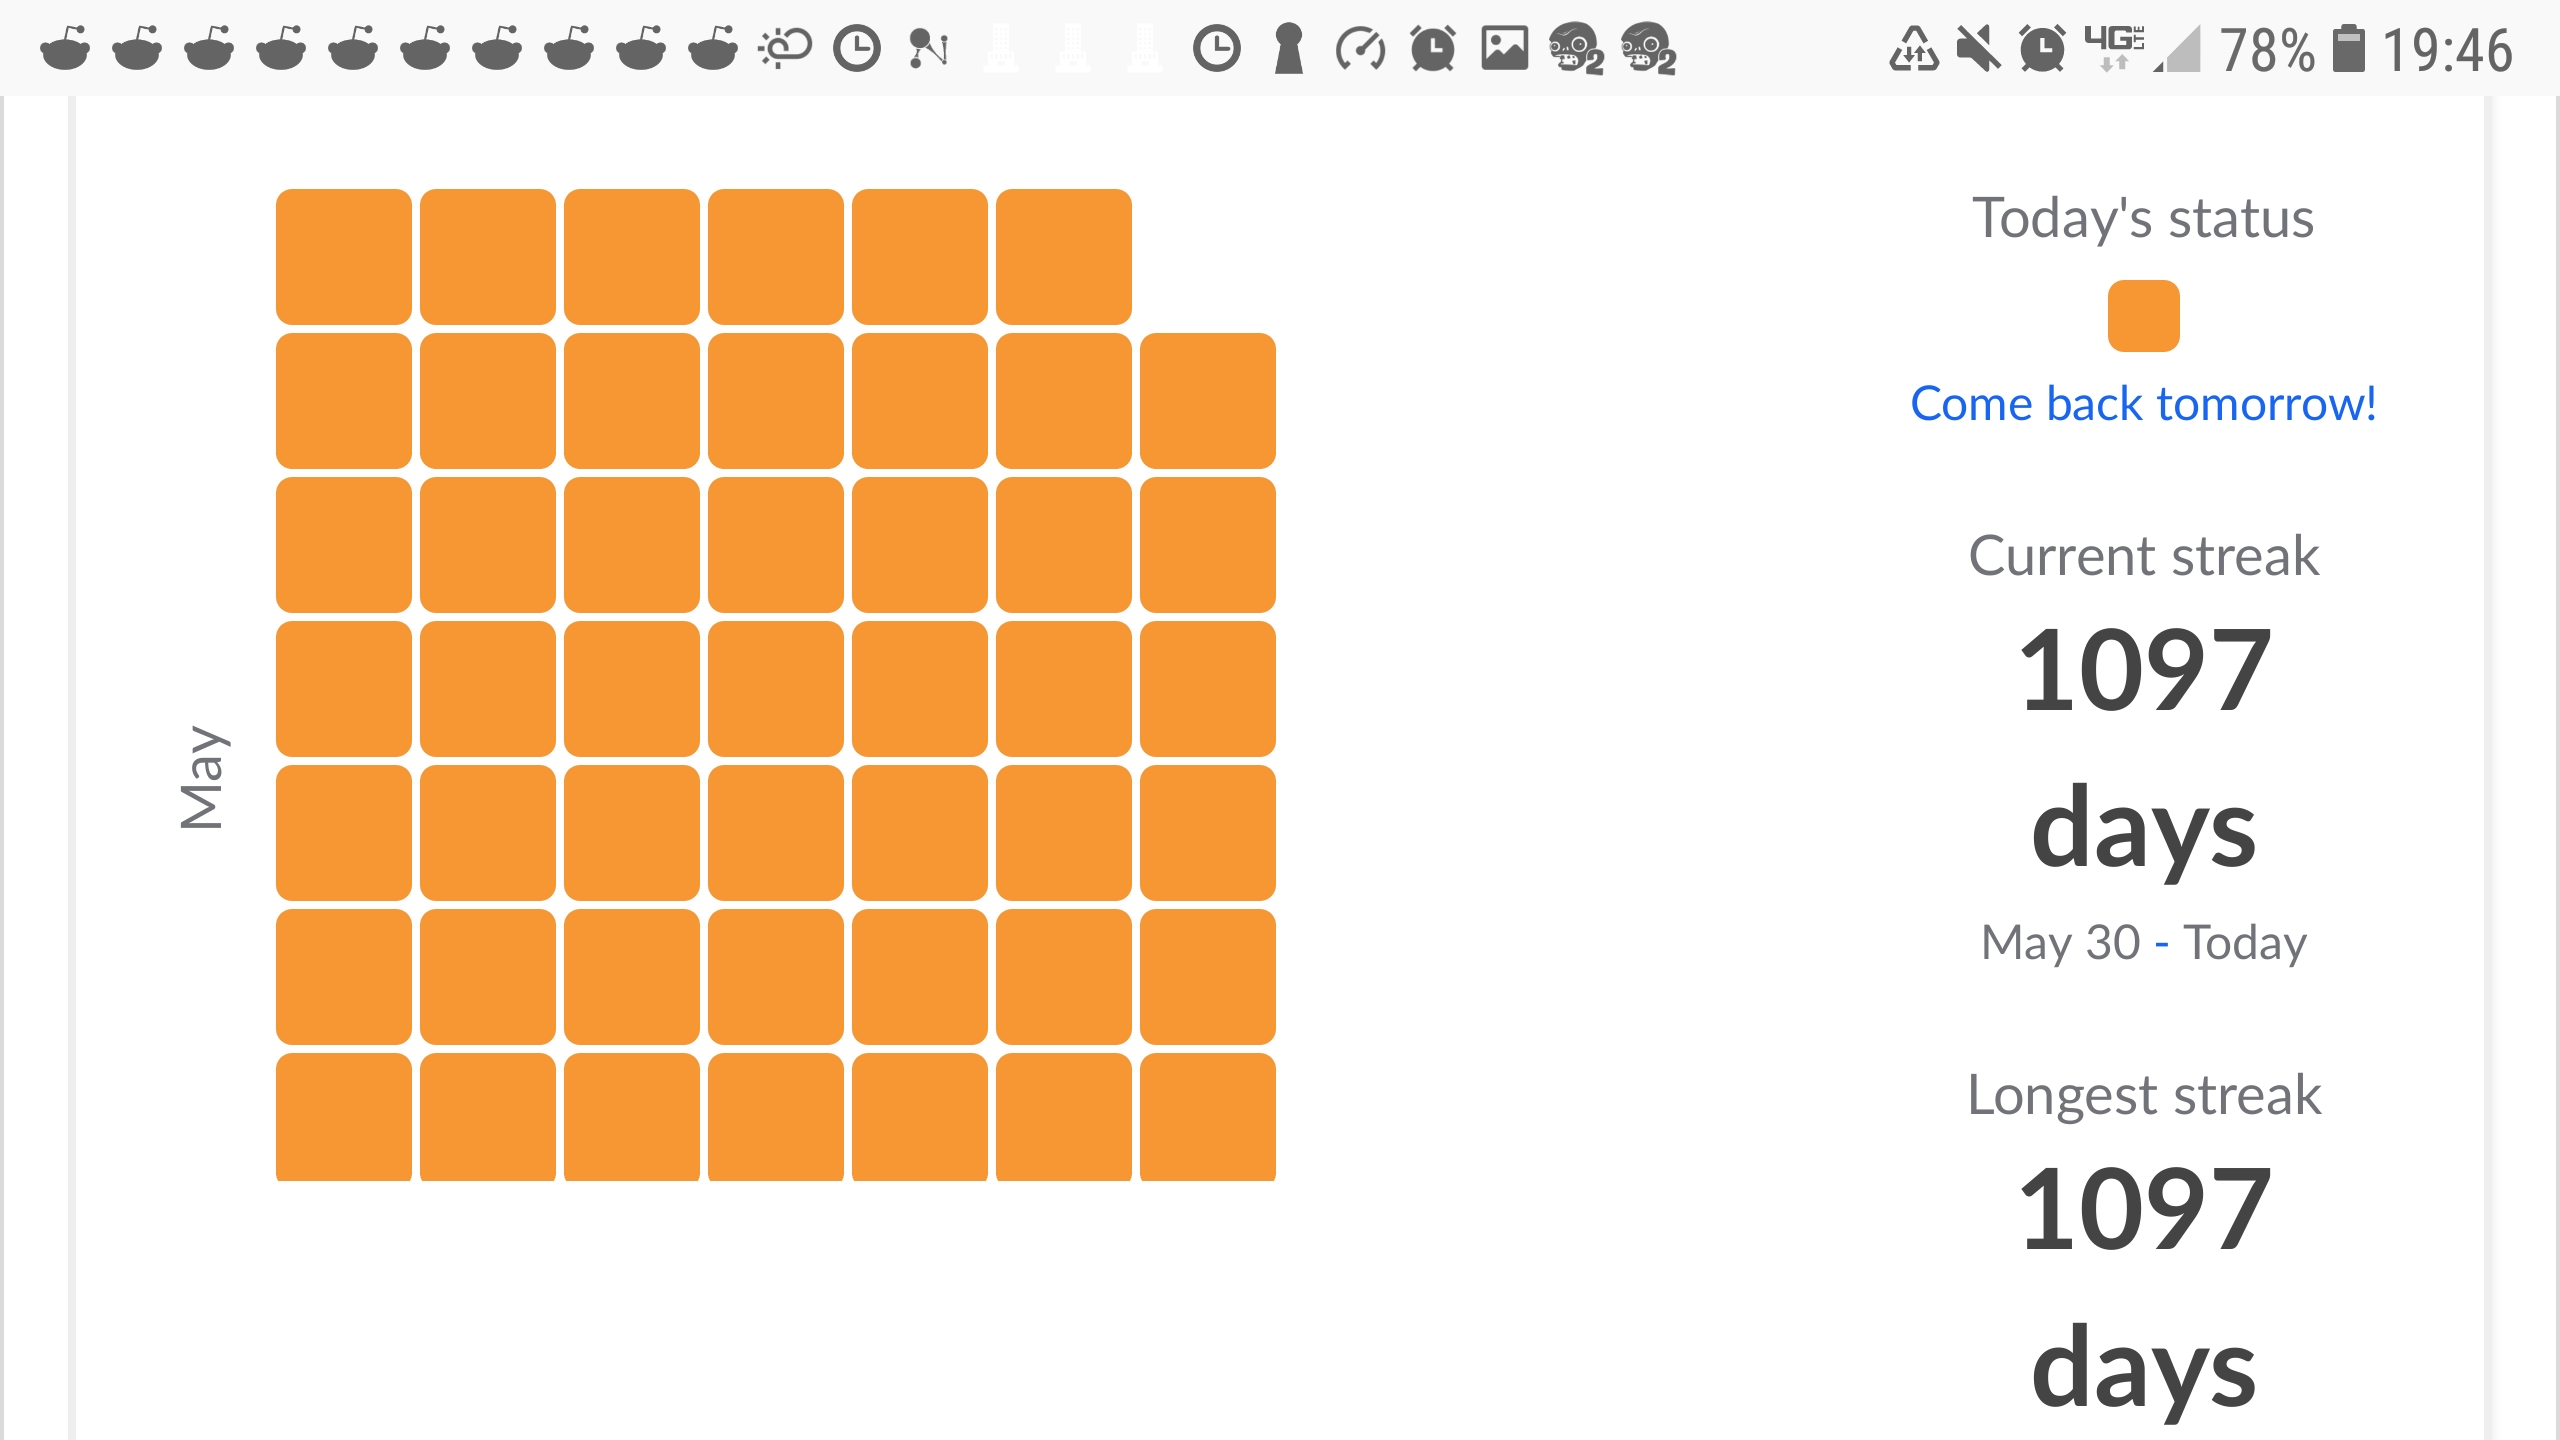 4G LTE 78% 19:46
Today's status
Come back tomorrow!
Current streak
1097
days
May
May 30 - Today
Longest streak
1097
days